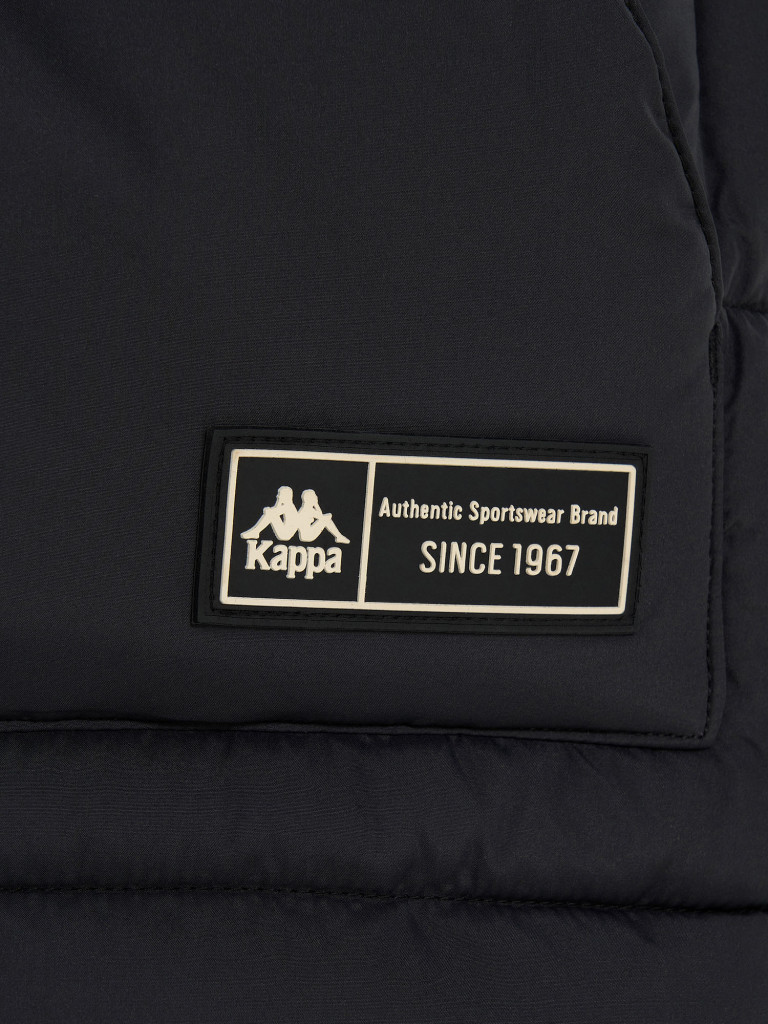 Kappa
Authentic Sportswear Brand
SINCE 1967